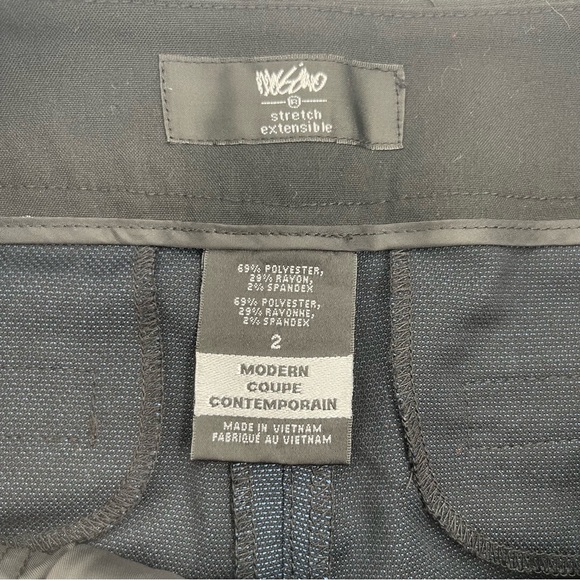 mossimo
stretch
extensible
69% POLYESTER,
29% RAYON,
2% SPANDEX
69% POLYESTER,
29% RAYONNE,
2% SPANDEX
2
MODERN
COUPE
CONTEMPORAIN
MADE IN VIETNAM
FABRIQUÉ AU VIETNAM